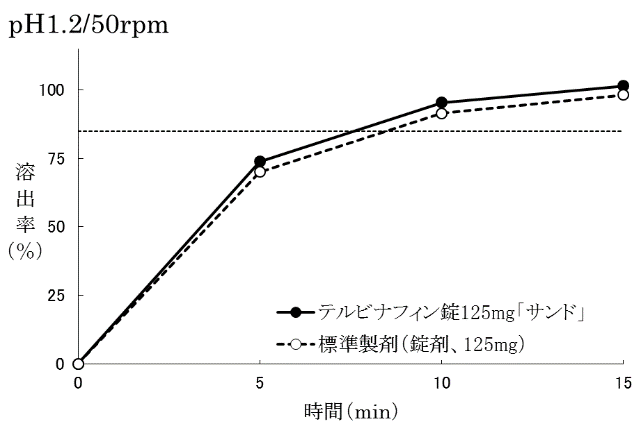 pH1.2/50rpm
100
75
50
25
0
溶出率(%)
テルビナフィン錠125mg「サンド」
標準製剤(錠剤、125mg)
0 5 10 15
時間(min)